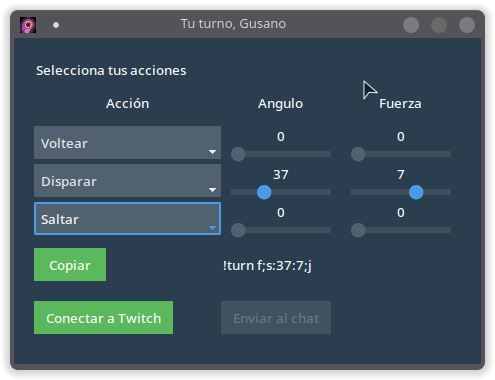 Tu turno, Gusano
Selecciona tus acciones
Acción Angulo Fuerza
0 0
Voltear
37 7
Disparar
0 0
Saltar
Copiar !turn f;s:37:7;j
Conectar a Twitch Enviar al chat